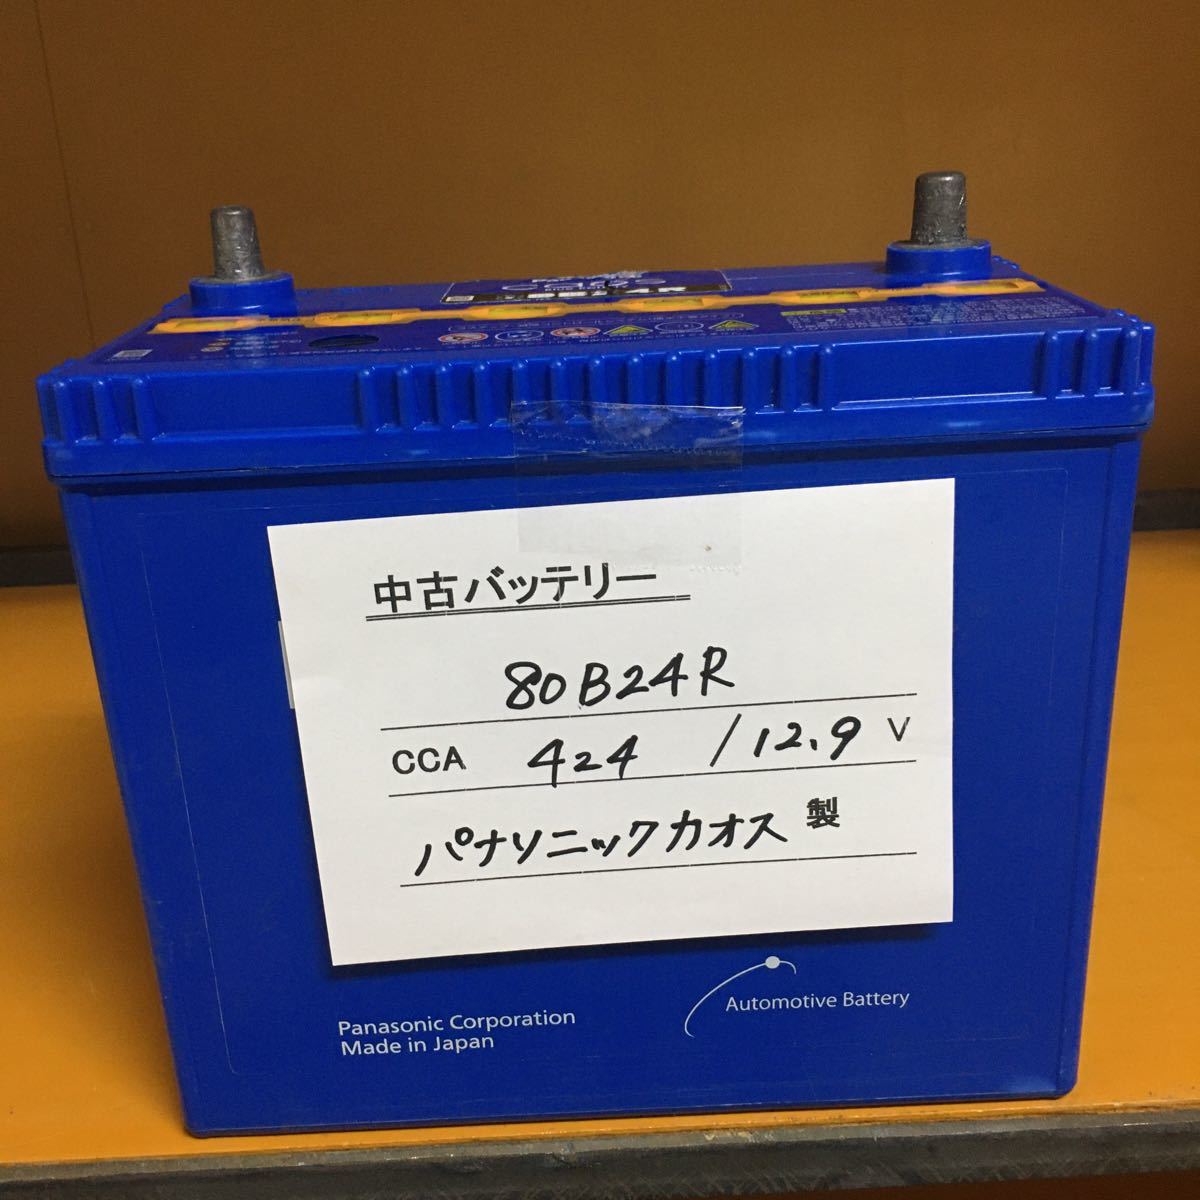 中古バッテリー
80B24R
CCA 424 / 12.9 V
パナソニックカオス 製
Panasonic Corporation
Made in Japan
Automotive Battery